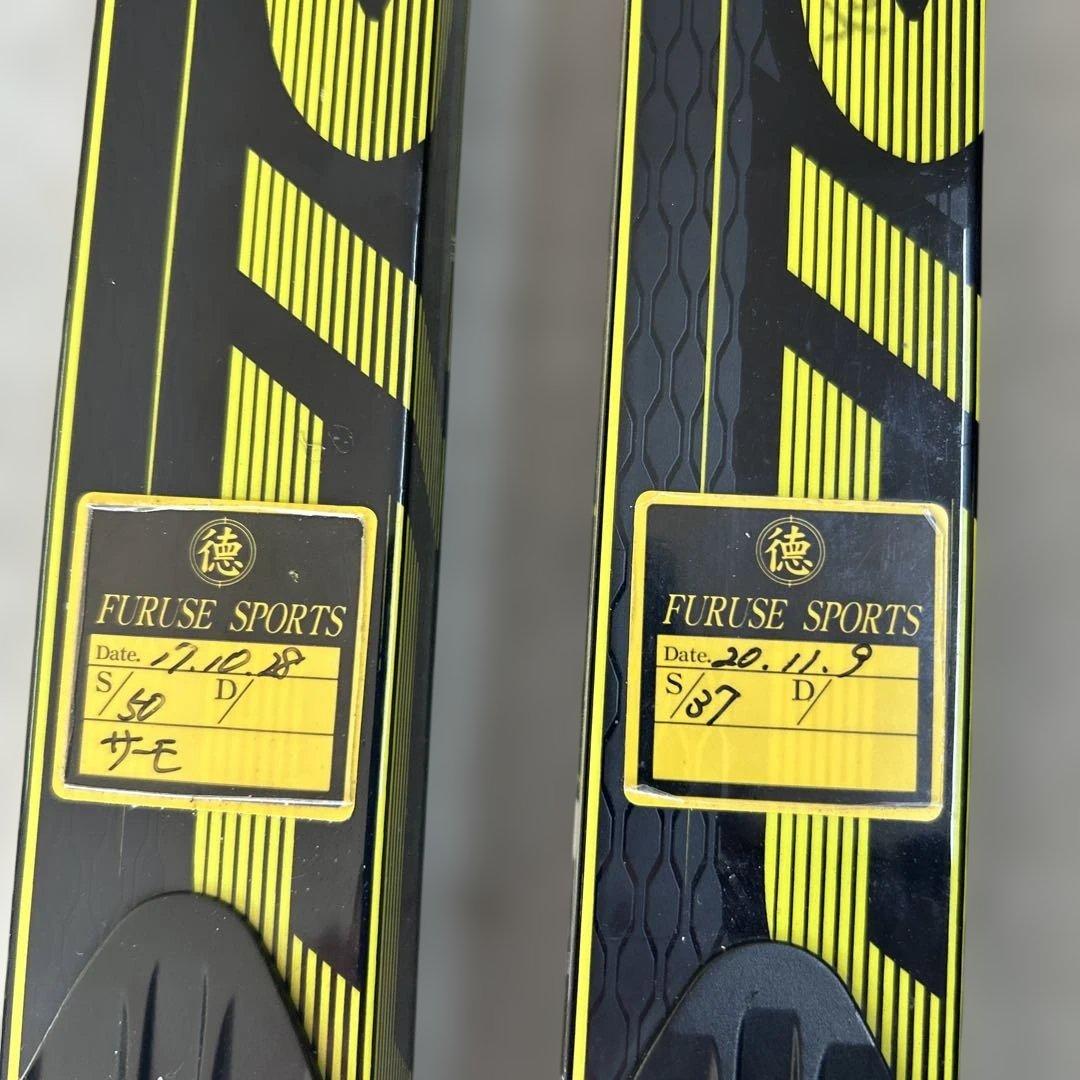 徳
FURUSE SPORTS
Date. 17.10.28
S/50 D/
サーモ
徳
FURUSE SPORTS
Date. 20.11.9
S/37 D/